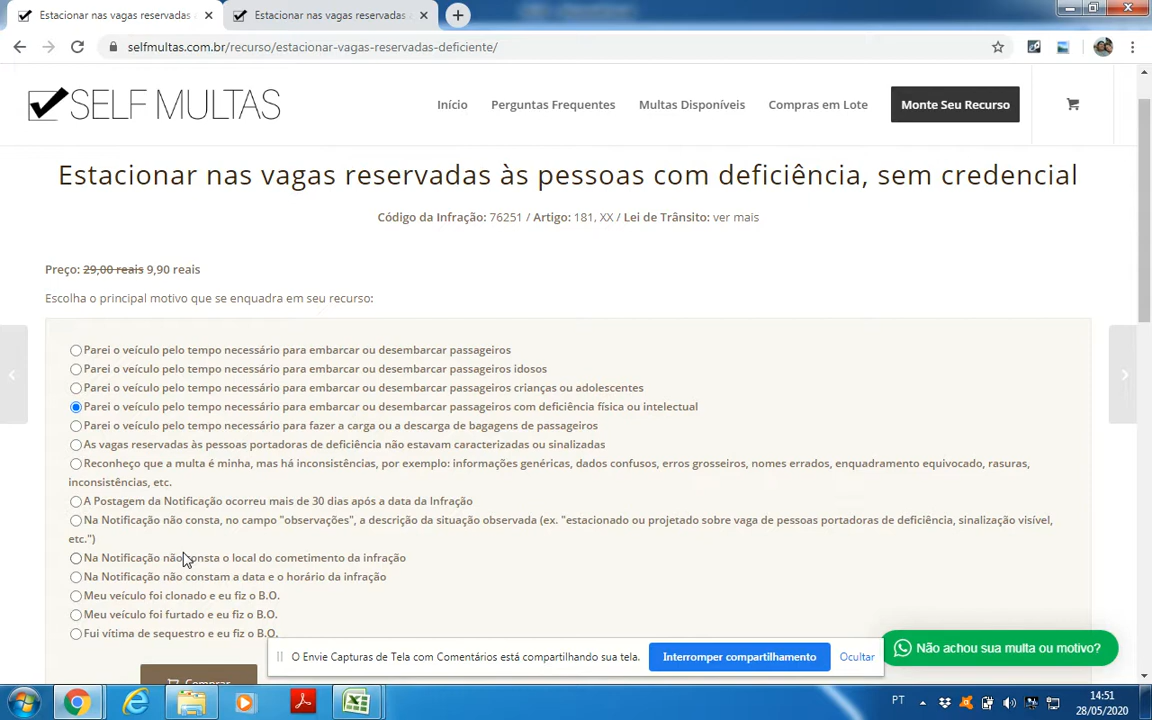 Estacionar nas vagas reservadas
Estacionar nas vagas reservadas
selfmultas.com.br/recurso/estacionar-vagas-reservadas-deficiente/
SELF MULTAS
Início
Perguntas Frequentes
Multas Disponíveis
Compras em Lote
Monte Seu Recurso
Estacionar nas vagas reservadas às pessoas com deficiência, sem credencial
Código da Infração: 76251 / Artigo: 181, XX / Lei de Trânsito: ver mais
Preço: 29,00 reais 9,90 reais
Escolha o principal motivo que se enquadra em seu recurso:
Parei o veículo pelo tempo necessário para embarcar ou desembarcar passageiros
Parei o veículo pelo tempo necessário para embarcar ou desembarcar passageiros idosos
Parei o veículo pelo tempo necessário para embarcar ou desembarcar passageiros crianças ou adolescentes
Parei o veículo pelo tempo necessário para embarcar ou desembarcar passageiros com deficiência física ou intelectual
Parei o veículo pelo tempo necessário para fazer a carga ou a descarga de bagagens de passageiros
As vagas reservadas às pessoas portadoras de deficiência não estavam caracterizadas ou sinalizadas
Reconheço que a multa é minha, mas há inconsistências, por exemplo: informações genéricas, dados confusos, erros grosseiros, nomes errados, enquadramento equivocado, rasuras,
inconsistências, etc.
A Postagem da Notificação ocorreu mais de 30 dias após a data da Infração
Na Notificação não consta, no campo "observações", a descrição da situação observada (ex. "estacionado ou projetado sobre vaga de pessoas portadoras de deficiência, sinalização visível,
etc.")
Na Notificação não consta o local do cometimento da infração
Na Notificação não constam a data e o horário da infração
Meu veículo foi clonado e eu fiz o B.O.
Meu veículo foi furtado e eu fiz o B.O.
Fui vítima de sequestro e eu fiz o B.O.
Comprar
O Envie Capturas de Tela com Comentários está compartilhando sua tela.
Interromper compartilhamento
Ocultar
Não achou sua multa ou motivo?
PT
14:51
28/05/2020